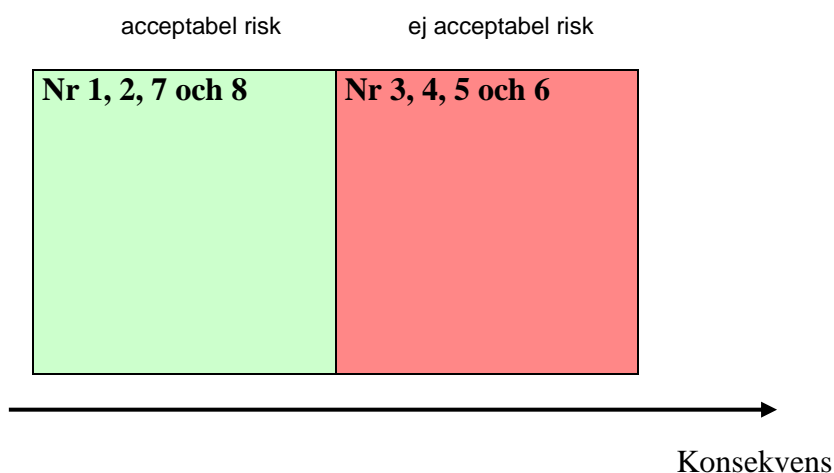 acceptabel risk ej acceptabel risk
Nr 1, 2, 7 och 8 Nr 3, 4, 5 och 6
Konsekvens